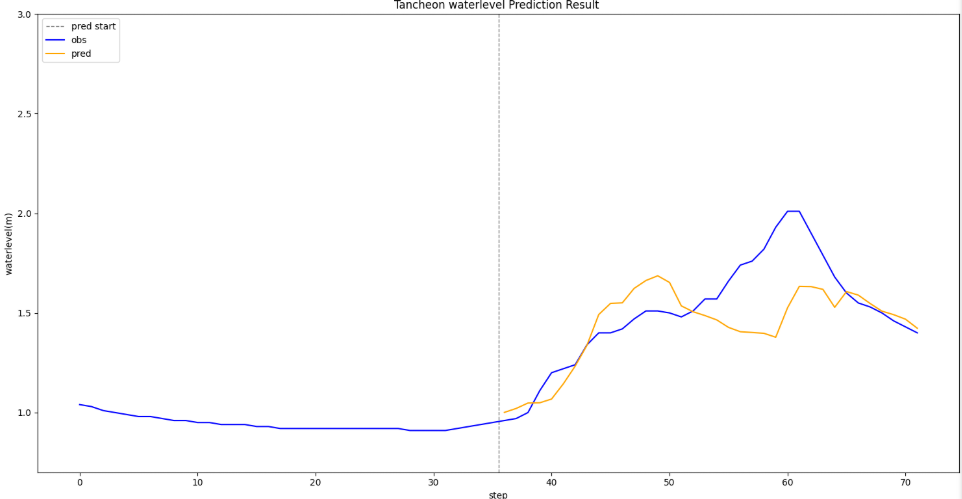 Tancheon waterlevel Prediction Result
pred start
obs
pred
waterlevel(m)
3.0
2.5
2.0
1.5
1.0
0 10 20 30 40 50 60 70
step